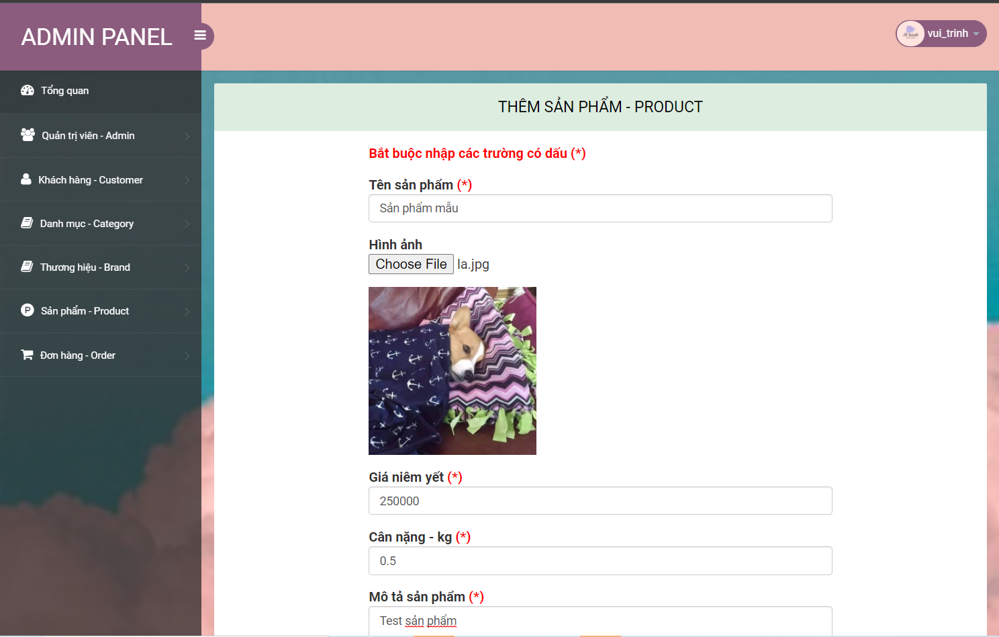 ADMIN PANEL
vui_trinh
Tổng quan
Quản trị viên - Admin
Khách hàng - Customer
Danh mục - Category
Thương hiệu - Brand
Sản phẩm - Product
Đơn hàng - Order
THÊM SẢN PHẨM - PRODUCT
Bắt buộc nhập các trường có dấu (*)
Tên sản phẩm (*)
Sản phẩm mẫu
Hình ảnh
Choose File la.jpg
Giá niêm yết (*)
250000
Cân nặng - kg (*)
0.5
Mô tả sản phẩm (*)
Test sản phẩm